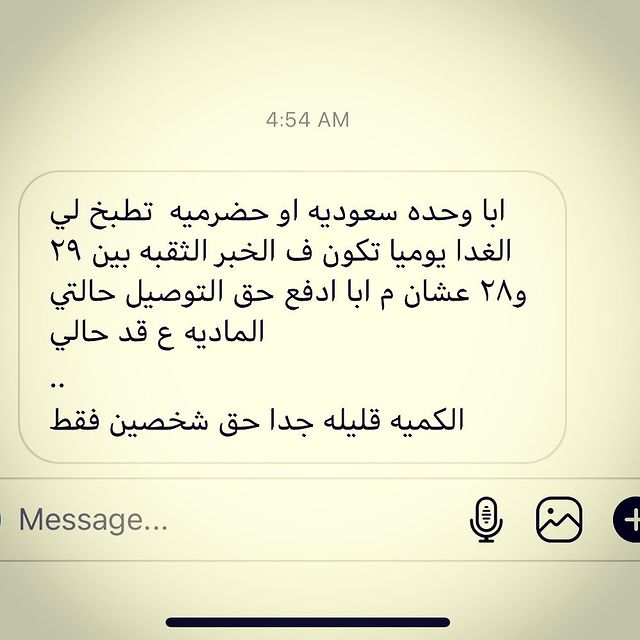 4:54 AM
ابا وحده سعوديه او حضرميه تطبخ لي
الغدا يوميا تكون ف الخبر الثقبه بين ٢٩
و٢٨ عشان م ابا ادفع حق التوصيل حالتي
الماديه ع قد حالي
..
الكميه قليله جدا حق شخصين فقط
Message...